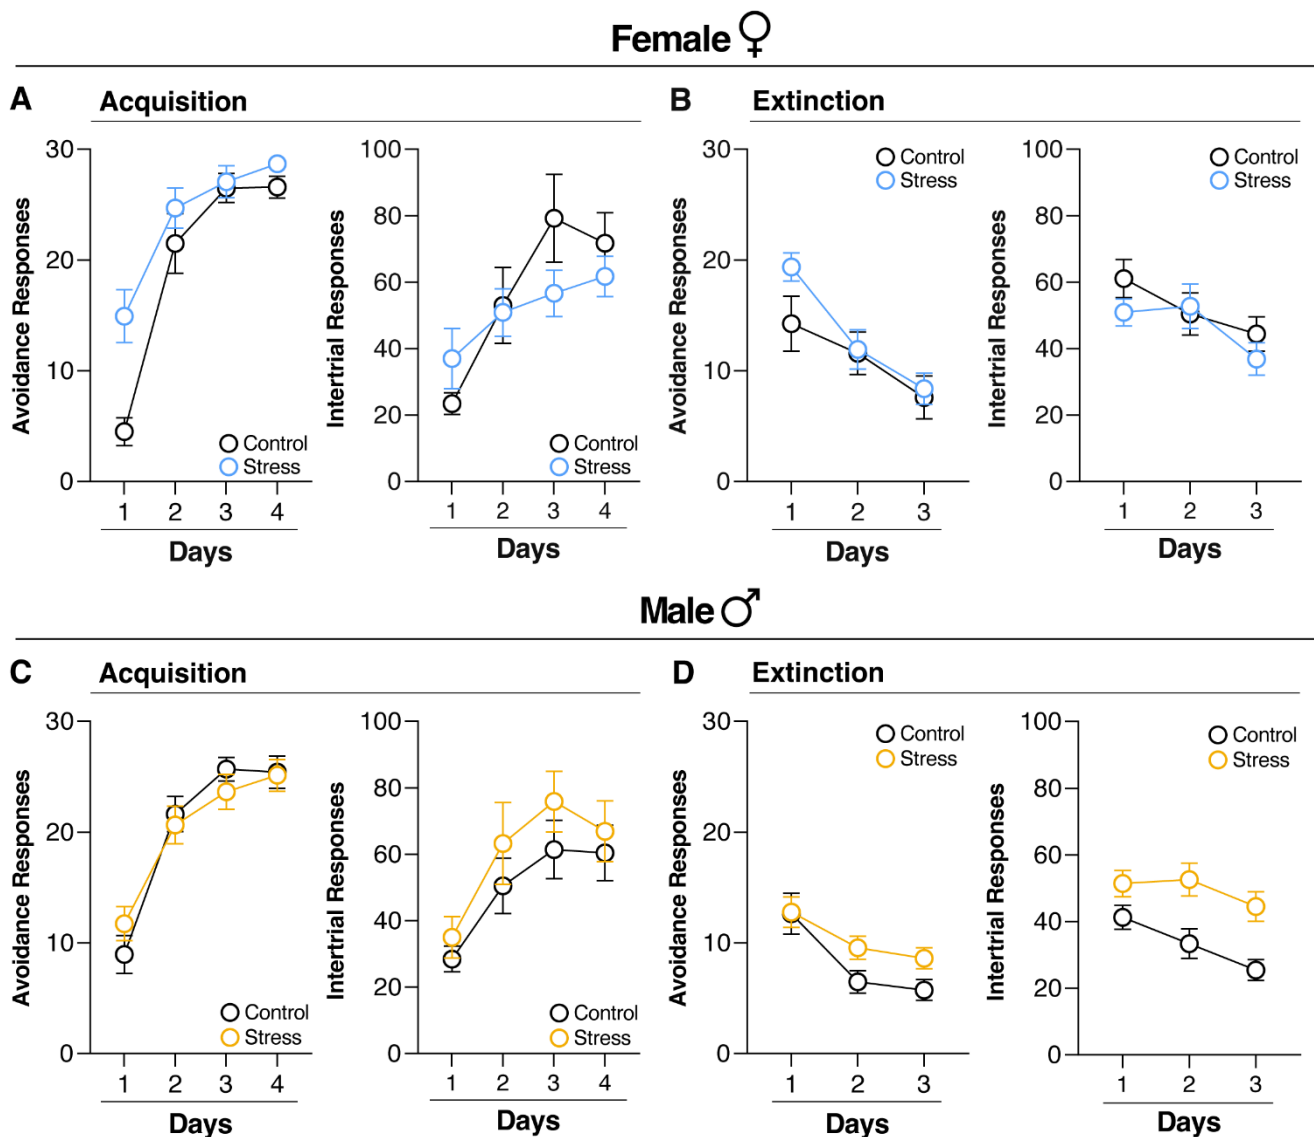 Female ♀
A Acquisition
Avoidance Responses
30
20
10
0
Control
Stress
1 2 3 4
Days
Intertrial Responses
100
80
60
40
20
0
Control
Stress
1 2 3 4
Days
B Extinction
Avoidance Responses
30
20
10
0
Control
Stress
1 2 3
Days
Intertrial Responses
100
80
60
40
20
0
Control
Stress
1 2 3
Days
Male ♂
C Acquisition
Avoidance Responses
30
20
10
0
Control
Stress
1 2 3 4
Days
Intertrial Responses
100
80
60
40
20
0
Control
Stress
1 2 3 4
Days
D Extinction
Avoidance Responses
30
20
10
0
Control
Stress
1 2 3
Days
Intertrial Responses
100
80
60
40
20
0
Control
Stress
1 2 3
Days